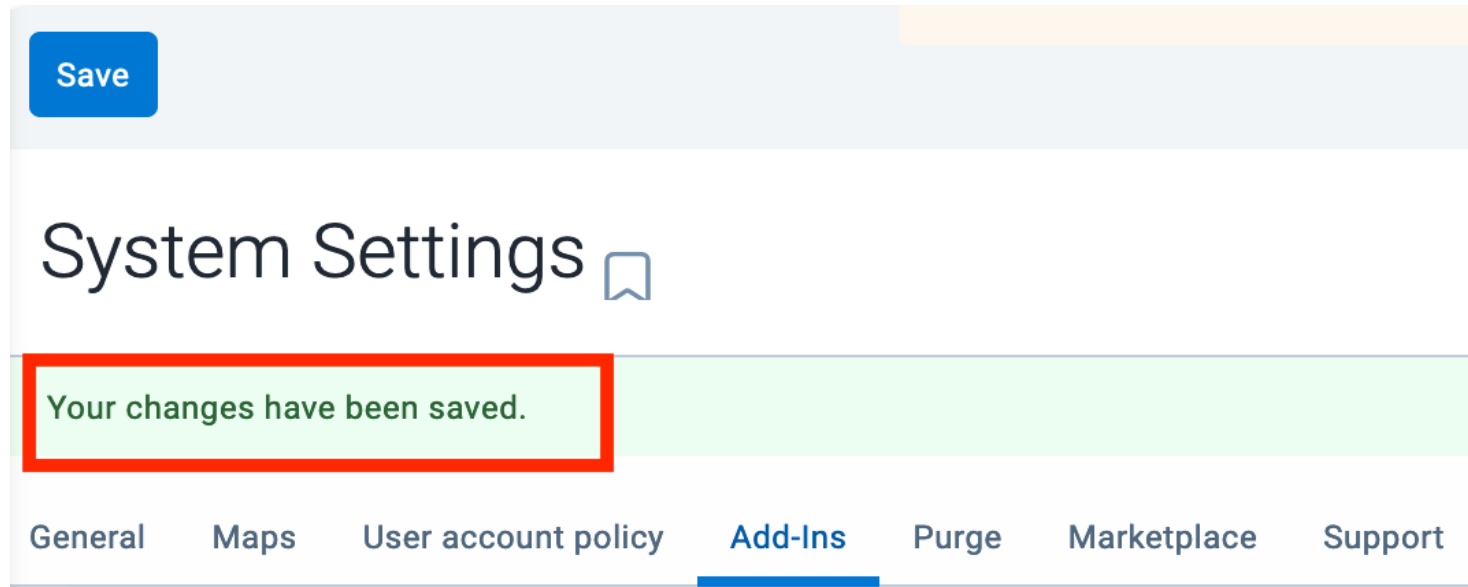 Save
System Settings
Your changes have been saved.
General Maps User account policy Add-Ins Purge Marketplace Support